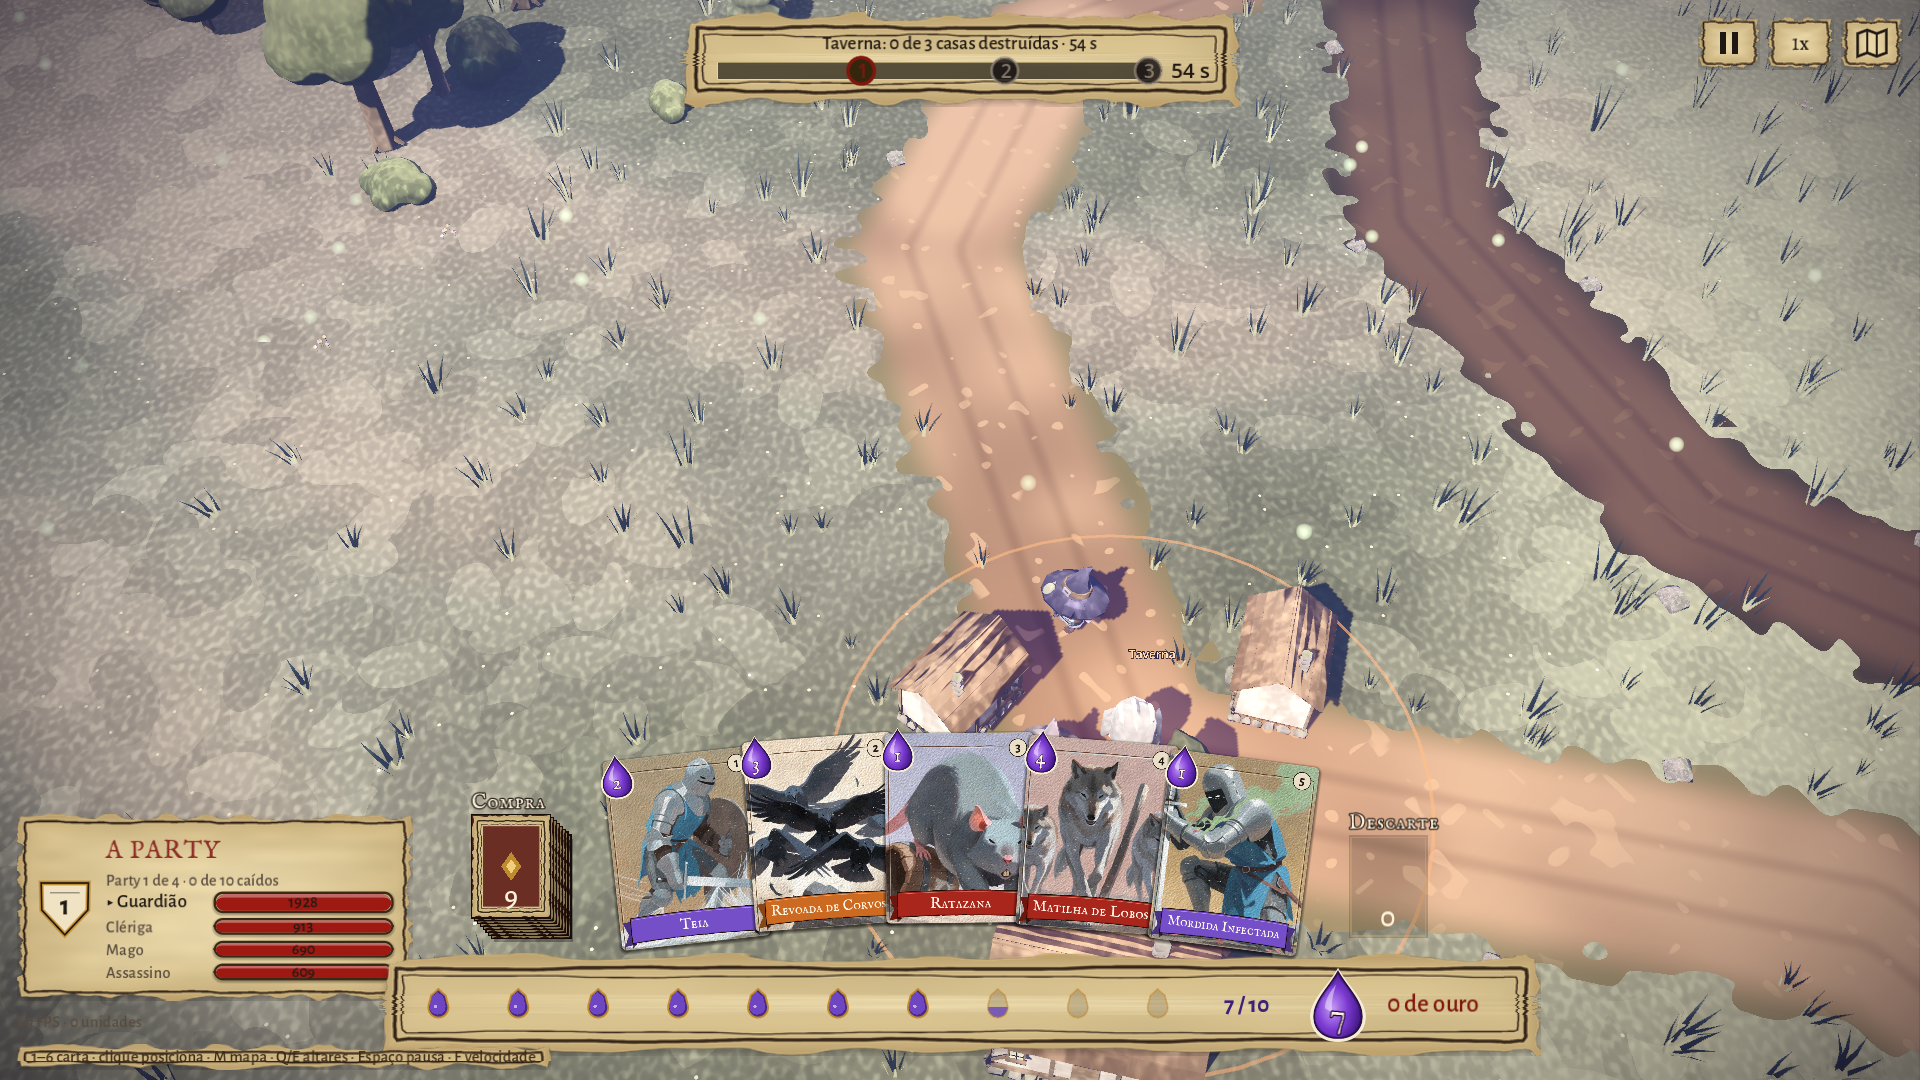 Taverna: 0 de 3 casas destruídas · 54 s
1 2 3 54 s
1x
Taverna
Compra
9
2 1 Teia
3 2 Revoada de Corvos
1 3 Ratazana
4 4 Matilha de Lobos
1 5 Mordida Infectada
Descarte
0
A PARTY
Party 1 de 4 · 0 de 10 caídos
1
▸ Guardião 1928
Clériga 913
Mago 690
Assassino 609
7/10
7
0 de ouro
PS · 0 unidades
1–6 carta · clique posiciona · M mapa · Q/E altares · Espaço pausa · F velocidade